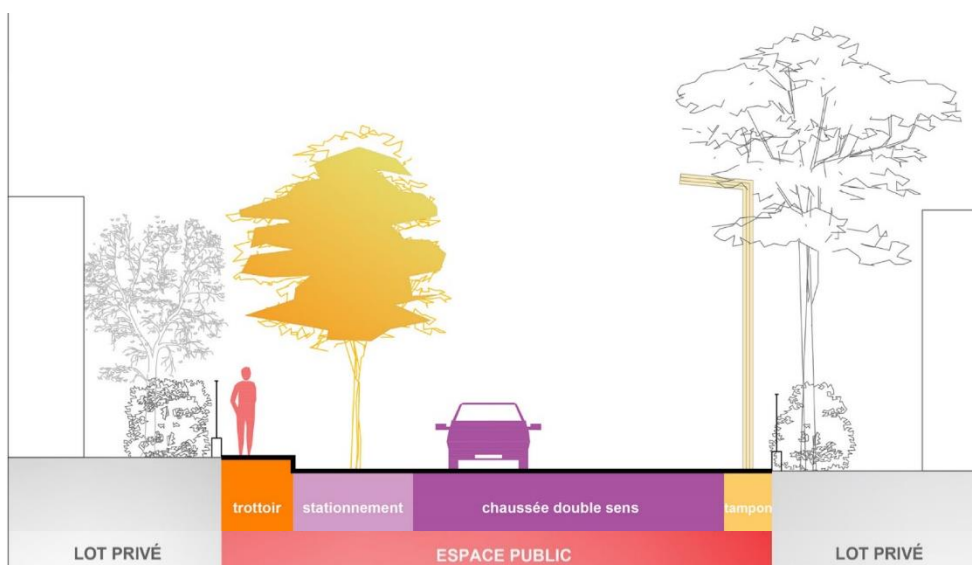 trottoir stationnement chaussée double sens tampon
LOT PRIVÉ ESPACE PUBLIC LOT PRIVÉ